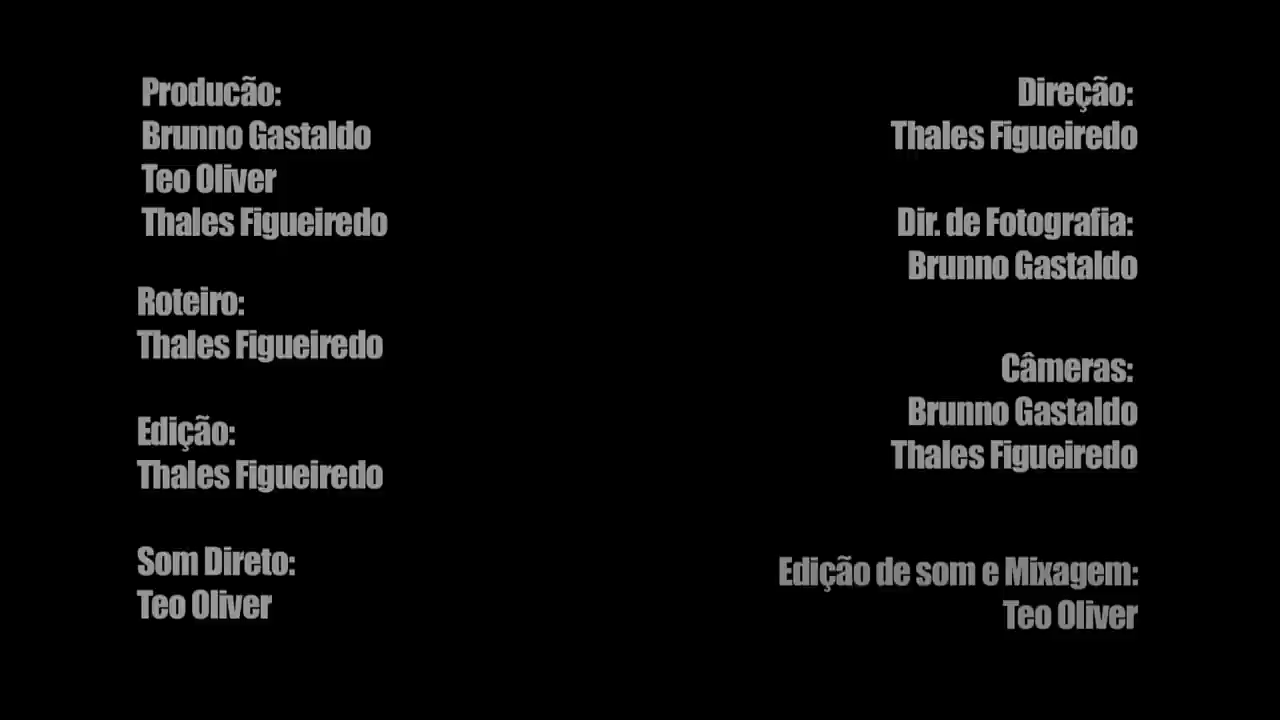 Producão:
Brunno Gastaldo
Teo Oliver
Thales Figueiredo
Roteiro:
Thales Figueiredo
Edição:
Thales Figueiredo
Som Direto:
Teo Oliver
Direção:
Thales Figueiredo
Dir. de Fotografia:
Brunno Gastaldo
Câmeras:
Brunno Gastaldo
Thales Figueiredo
Edição de som e Mixagem:
Teo Oliver